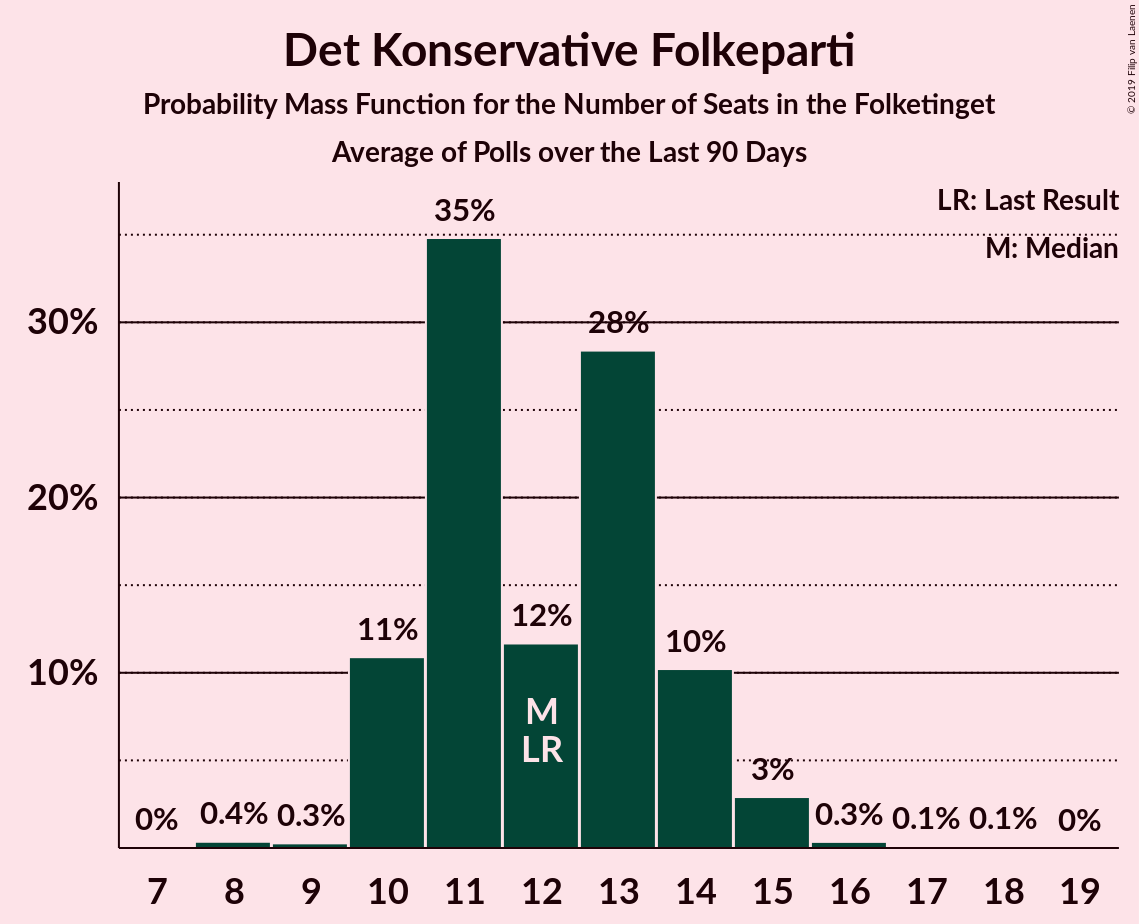 Det Konservative Folkeparti
Probability Mass Function for the Number of Seats in the Folketinget
Average of Polls over the Last 90 Days
© 2019 Filip van Laenen
LR: Last Result
M: Median
30%
20%
10%
0%
0.4%
0.3%
11%
35%
12%
28%
10%
3%
0.3%
0.1%
0.1%
0%
M
LR
7 8 9 10 11 12 13 14 15 16 17 18 19